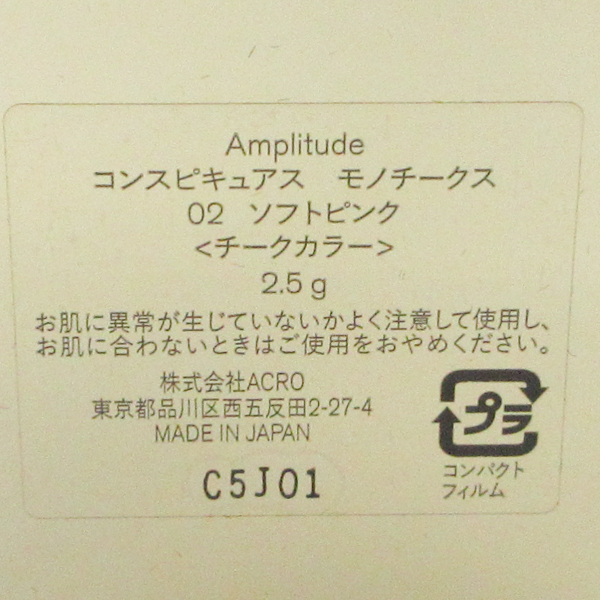 Amplitude
コンスピキュアス　モノチークス
02　ソフトピンク
<チークカラー>
2.5 g
お肌に異常が生じていないかよく注意して使用し、
お肌に合わないときはご使用をおやめください。
株式会社ACRO
東京都品川区西五反田2-27-4
MADE IN JAPAN
C5J01
プラ
コンパクト
フィルム